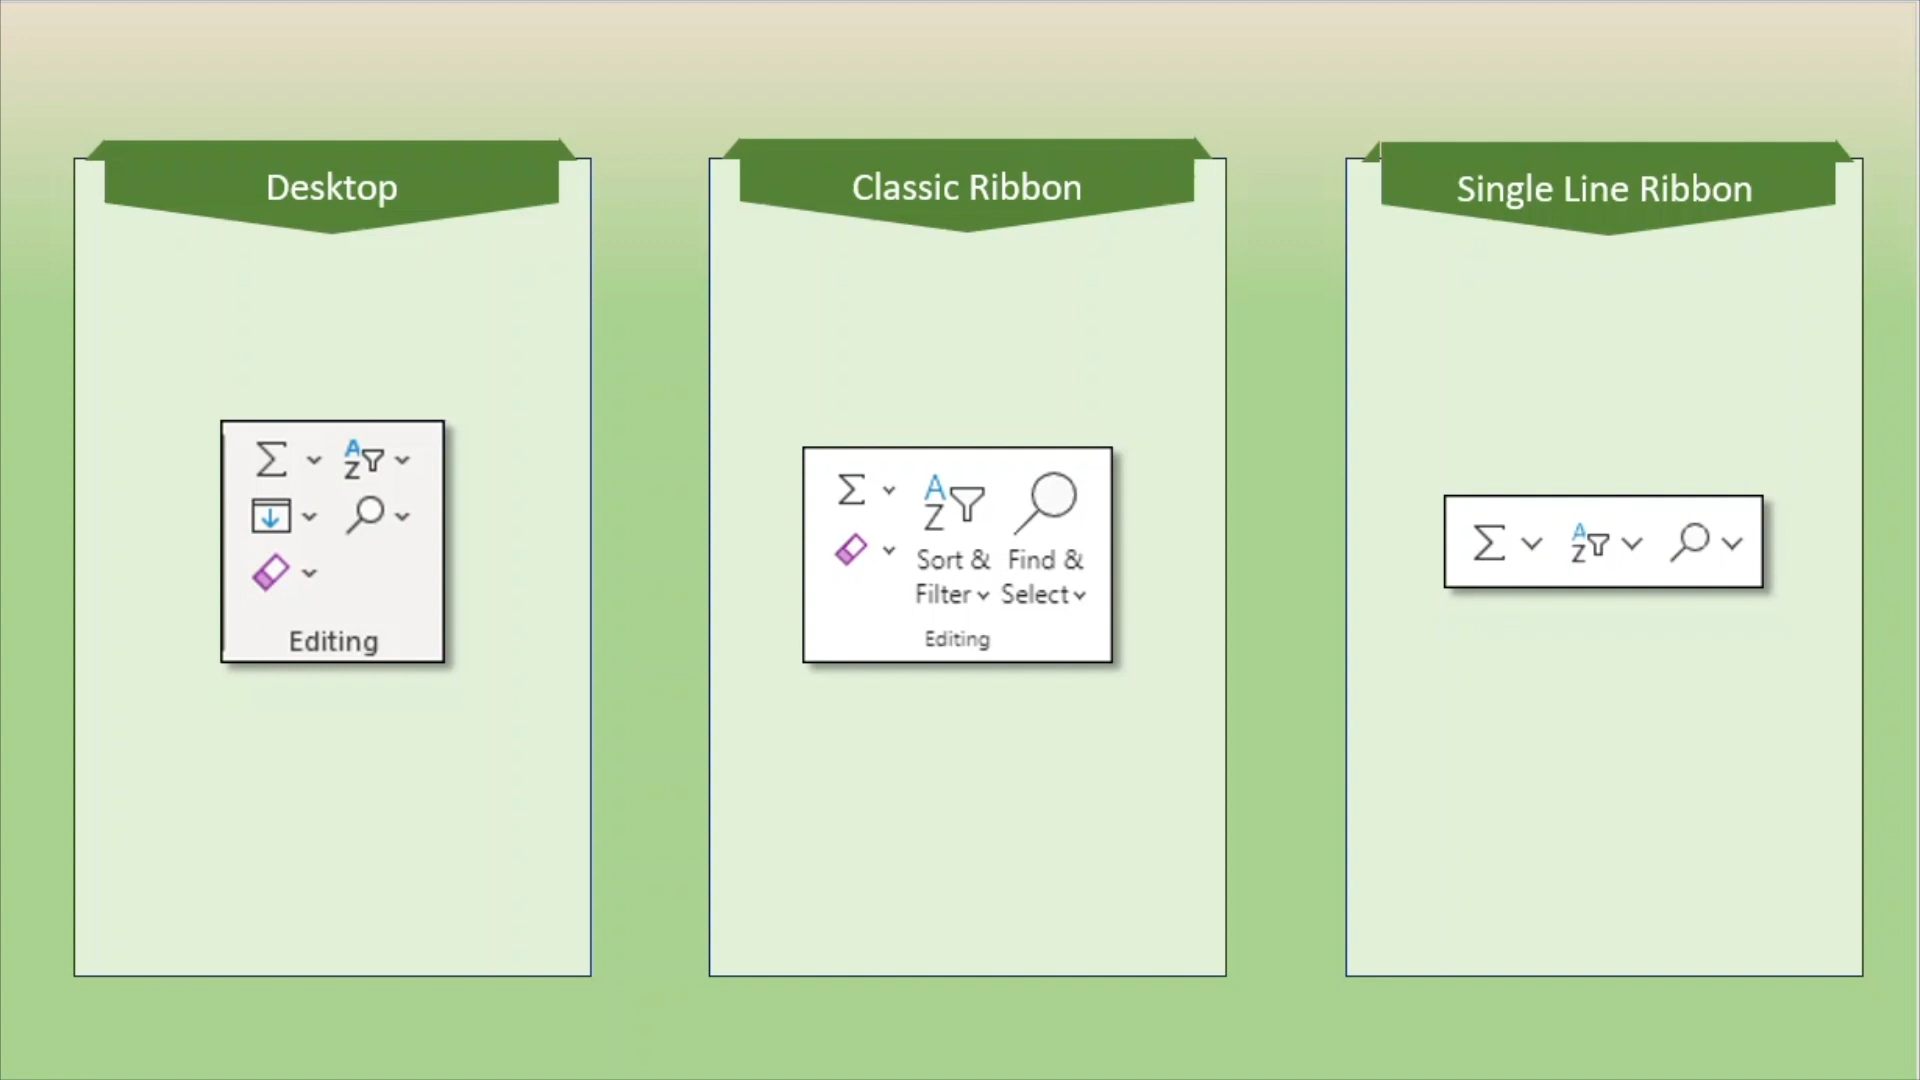 Desktop
Classic Ribbon
Single Line Ribbon
Editing
Sort &
Filter
Find &
Select
Editing